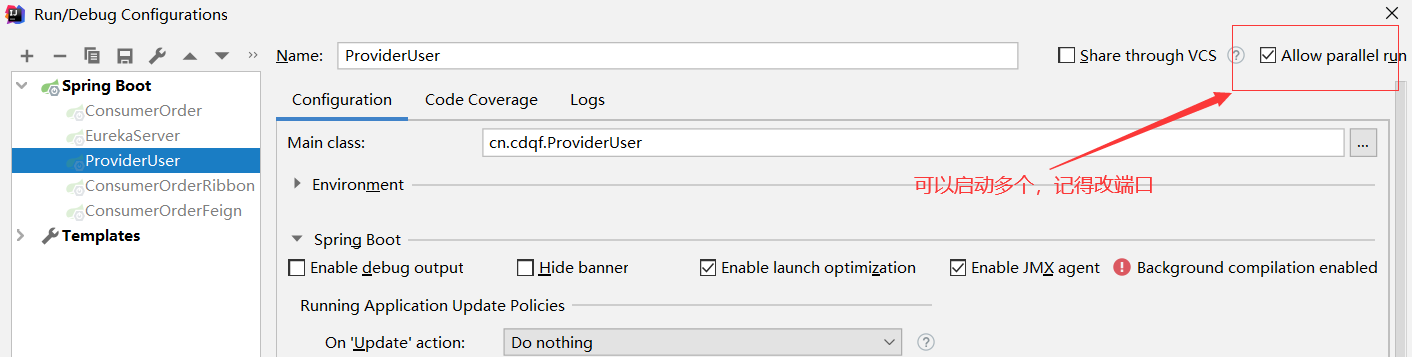 Run/Debug Configurations
Name: ProviderUser Share through VCS ? Allow parallel run
Spring Boot
ConsumerOrder
EurekaServer
ProviderUser
ConsumerOrderRibbon
ConsumerOrderFeign
Templates
Configuration Code Coverage Logs
Main class: cn.cdqf.ProviderUser ...
可以启动多个，记得改端口
Environment
Spring Boot
Enable debug output Hide banner Enable launch optimization Enable JMX agent Background compilation enabled
Running Application Update Policies
On 'Update' action: Do nothing ?